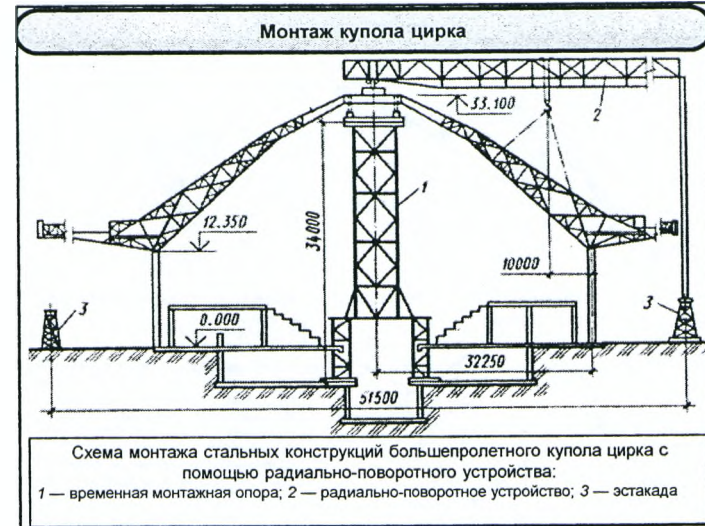 Монтаж купола цирка
33.100
2
1
12.350
34000
10000
3
0.000
3
32250
51500
Схема монтажа стальных конструкций большепролетного купола цирка с
помощью радиально-поворотного устройства:
1 — временная монтажная опора; 2 — радиально-поворотное устройство; 3 — эстакада